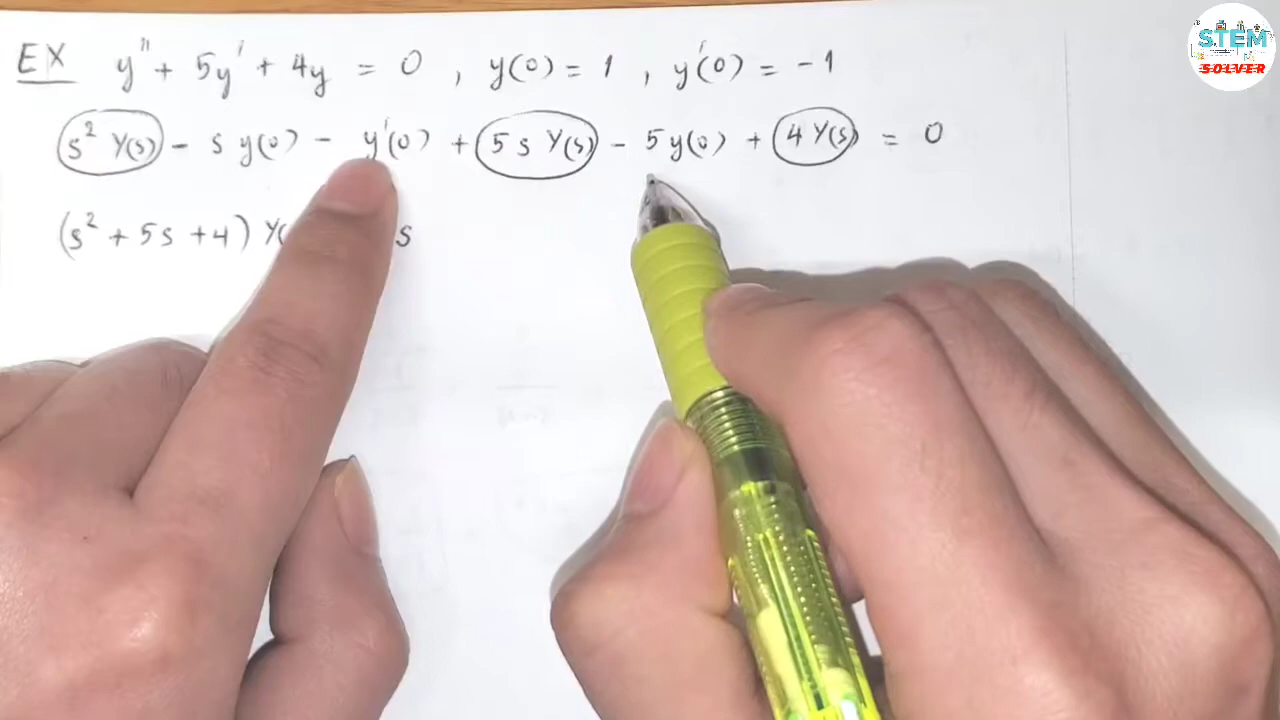 EX y'' + 5y' + 4y = 0 , y(0) = 1 , y'(0) = -1
s² Y(s) - s y(0) - y'(0) + 5 s Y(s) - 5 y(0) + 4 Y(s) = 0
(s² + 5s + 4) Y( s
STEM
SOLVER